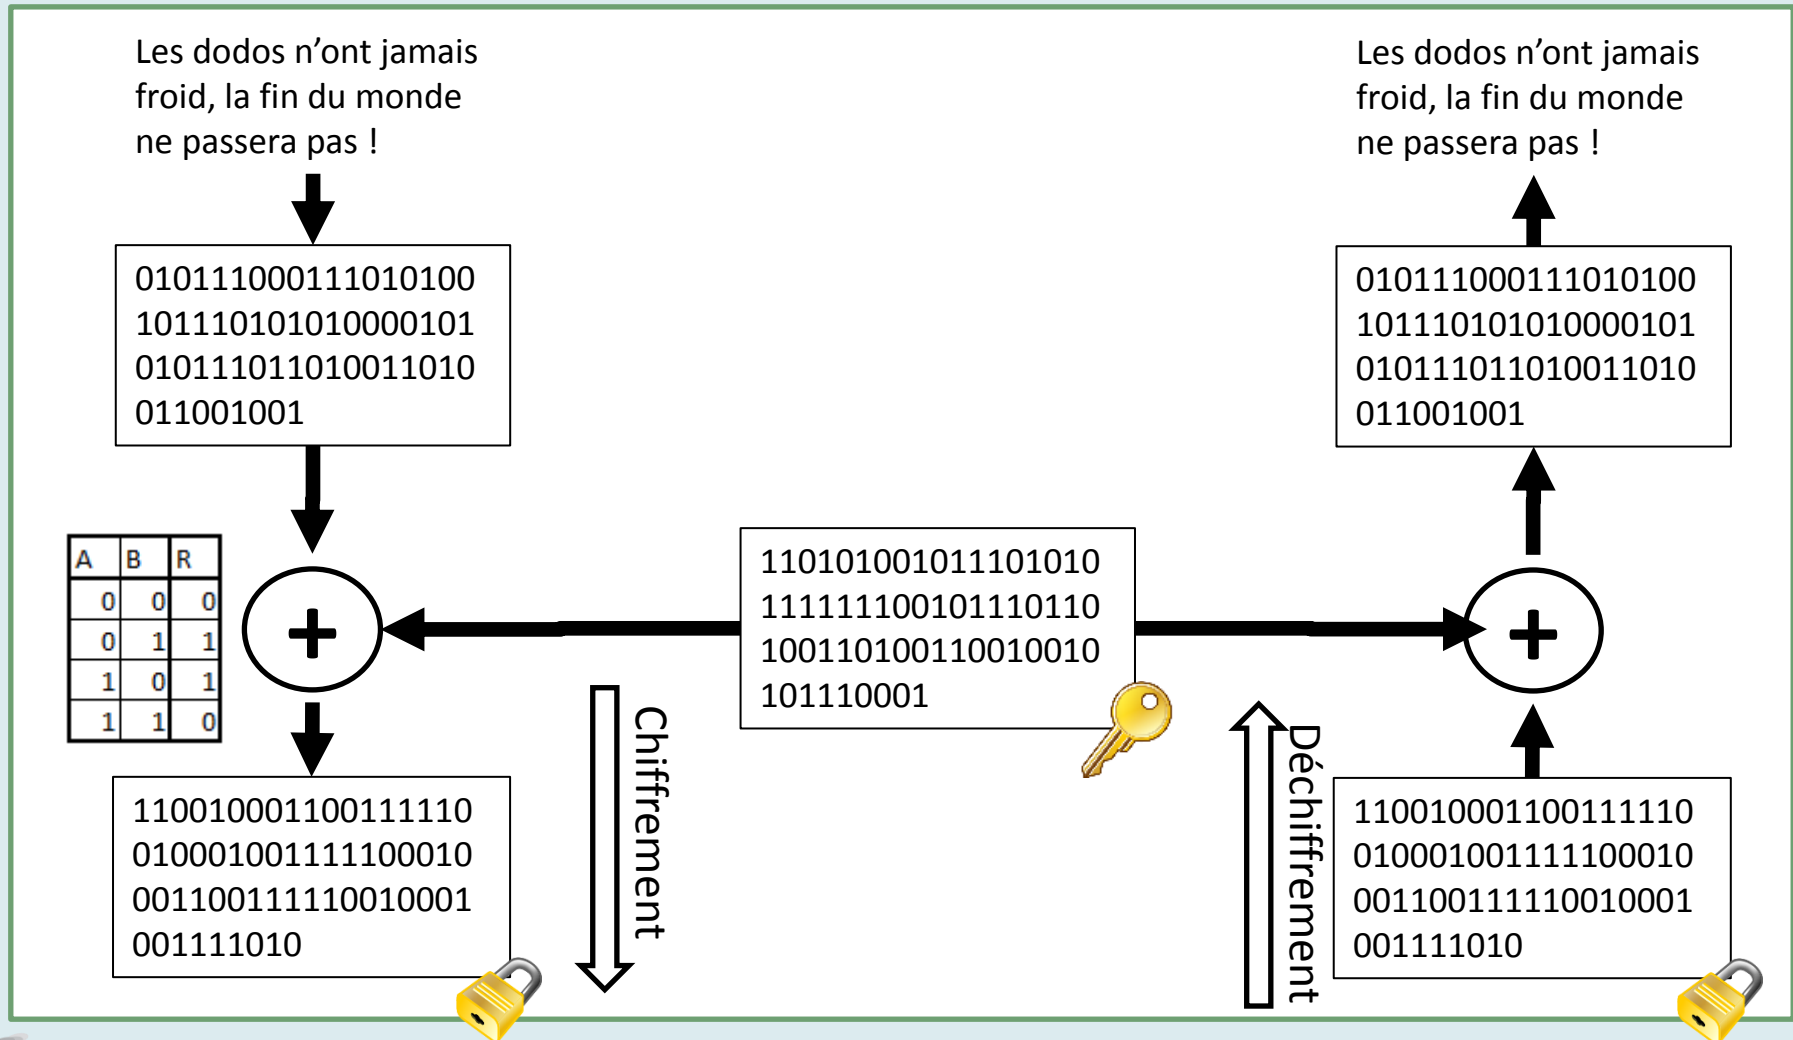 Les dodos n'ont jamais
froid, la fin du monde
ne passera pas !
010111000111010100
101110101010000101
010111011010011010
011001001
A B R
0 0 0
0 1 1
1 0 1
1 1 0
+
110010001100111110
010001001111100010
001100111110010001
001111010
Chiffrement
110101001011101010
111111100101110110
100110100110010010
101110001
Déchiffrement
Les dodos n'ont jamais
froid, la fin du monde
ne passera pas !
010111000111010100
101110101010000101
010111011010011010
011001001
+
110010001100111110
010001001111100010
001100111110010001
001111010